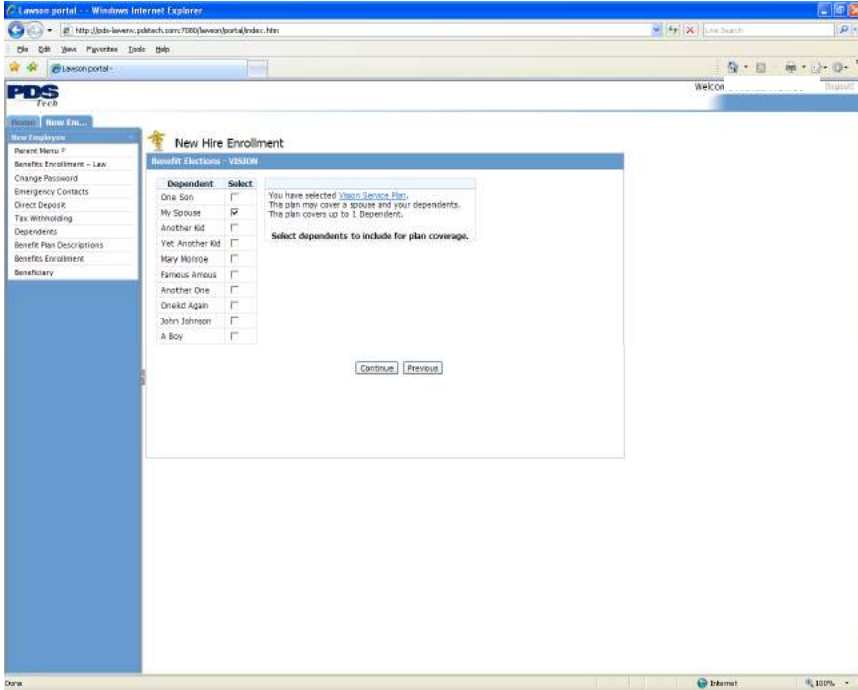 Lawson portal - - Windows Internet Explorer
http://pds-lawenv.pdstech.com:7080/lawson/portal/index.htm
Live Search
File Edit View Favorites Tools Help
Lawson portal -
Welcom
[logout]
PDS
Tech
Home New Em...
New Employee
Parent Menu
Benefits Enrollment - Law
Change Password
Emergency Contacts
Direct Deposit
Tax Withholding
Dependents
Benefit Plan Descriptions
Benefits Enrollment
Beneficiary
New Hire Enrollment
Benefit Elections - VISION
Dependent Select
One Son
My Spouse
Another Kid
Yet Another Kid
Mary Monroe
Famous Amous
Another One
Onekd Again
John Johnson
A Boy
You have selected Vision Service Plan.
This plan may cover a spouse and your dependents.
This plan covers up to 1 Dependent.
Select dependents to include for plan coverage.
Continue Previous
Done
Internet
100%